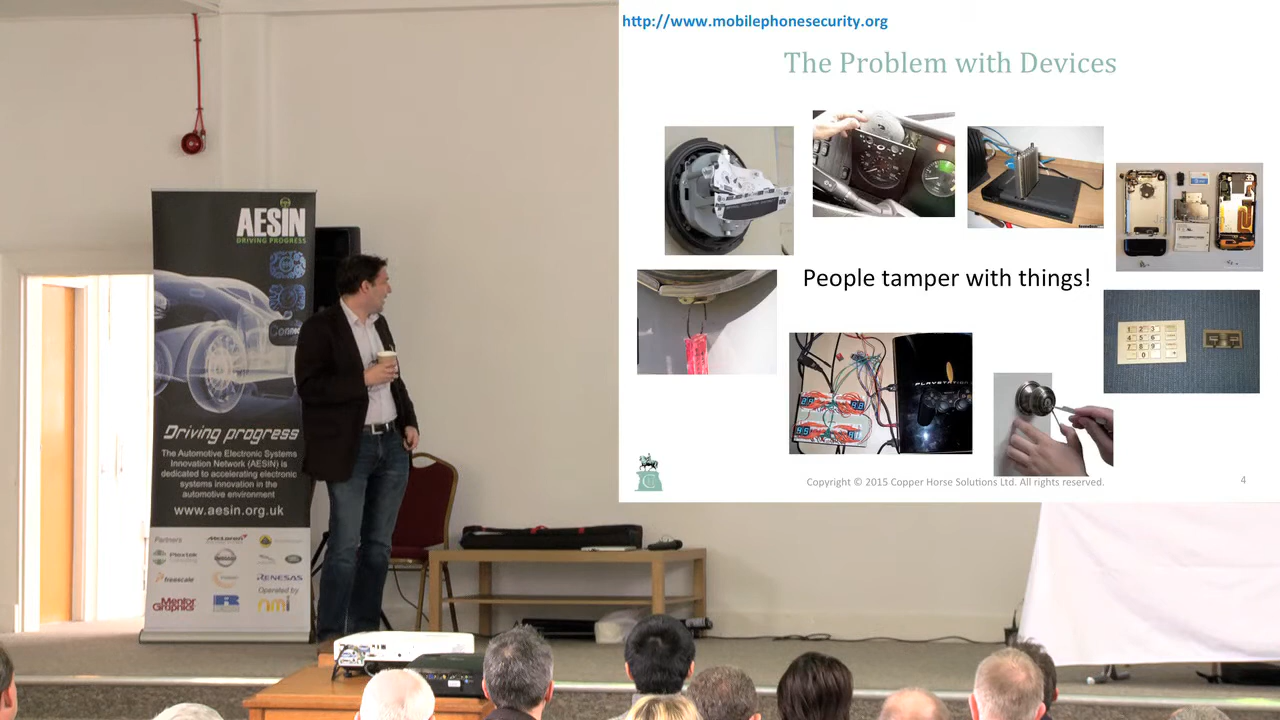 http://www.mobilephonesecurity.org
The Problem with Devices
People tamper with things!
PLAYSTATION
Copyright © 2015 Copper Horse Solutions Ltd. All rights reserved.
4
AESIN
DRIVING PROGRESS
Driving progress
The Automotive Electronic Systems
Innovation Network (AESIN) is
dedicated to accelerating electronic
systems innovation in the
automotive environment
www.aesin.org.uk
Partners
McLaren
freescale
RENESAS
Mentor
Graphics
Operated by
nmi